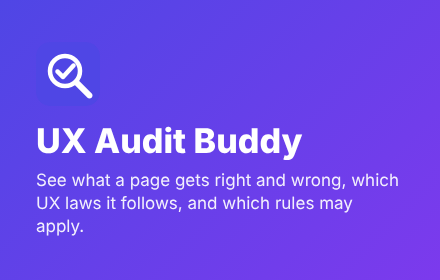 UX Audit Buddy
See what a page gets right and wrong, which
UX laws it follows, and which rules may
apply.